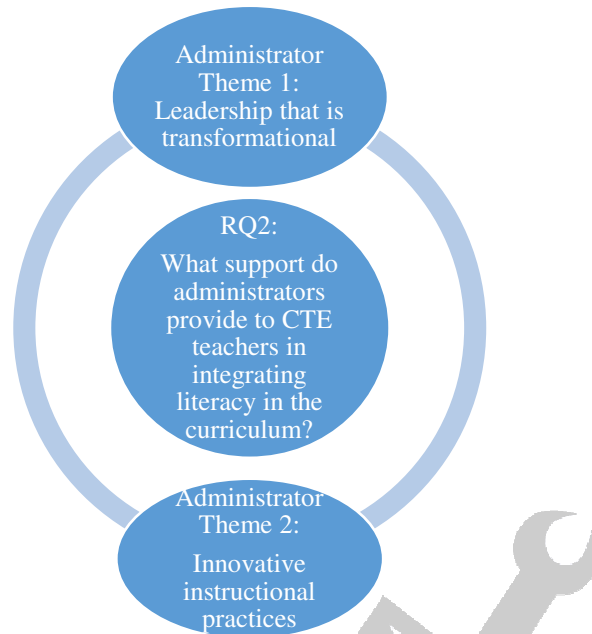 Administrator
Theme 1:
Leadership that is
transformational
RQ2:
What support do
administrators
provide to CTE
teachers in
integrating
literacy in the
curriculum?
Administrator
Theme 2:
Innovative
instructional
practices